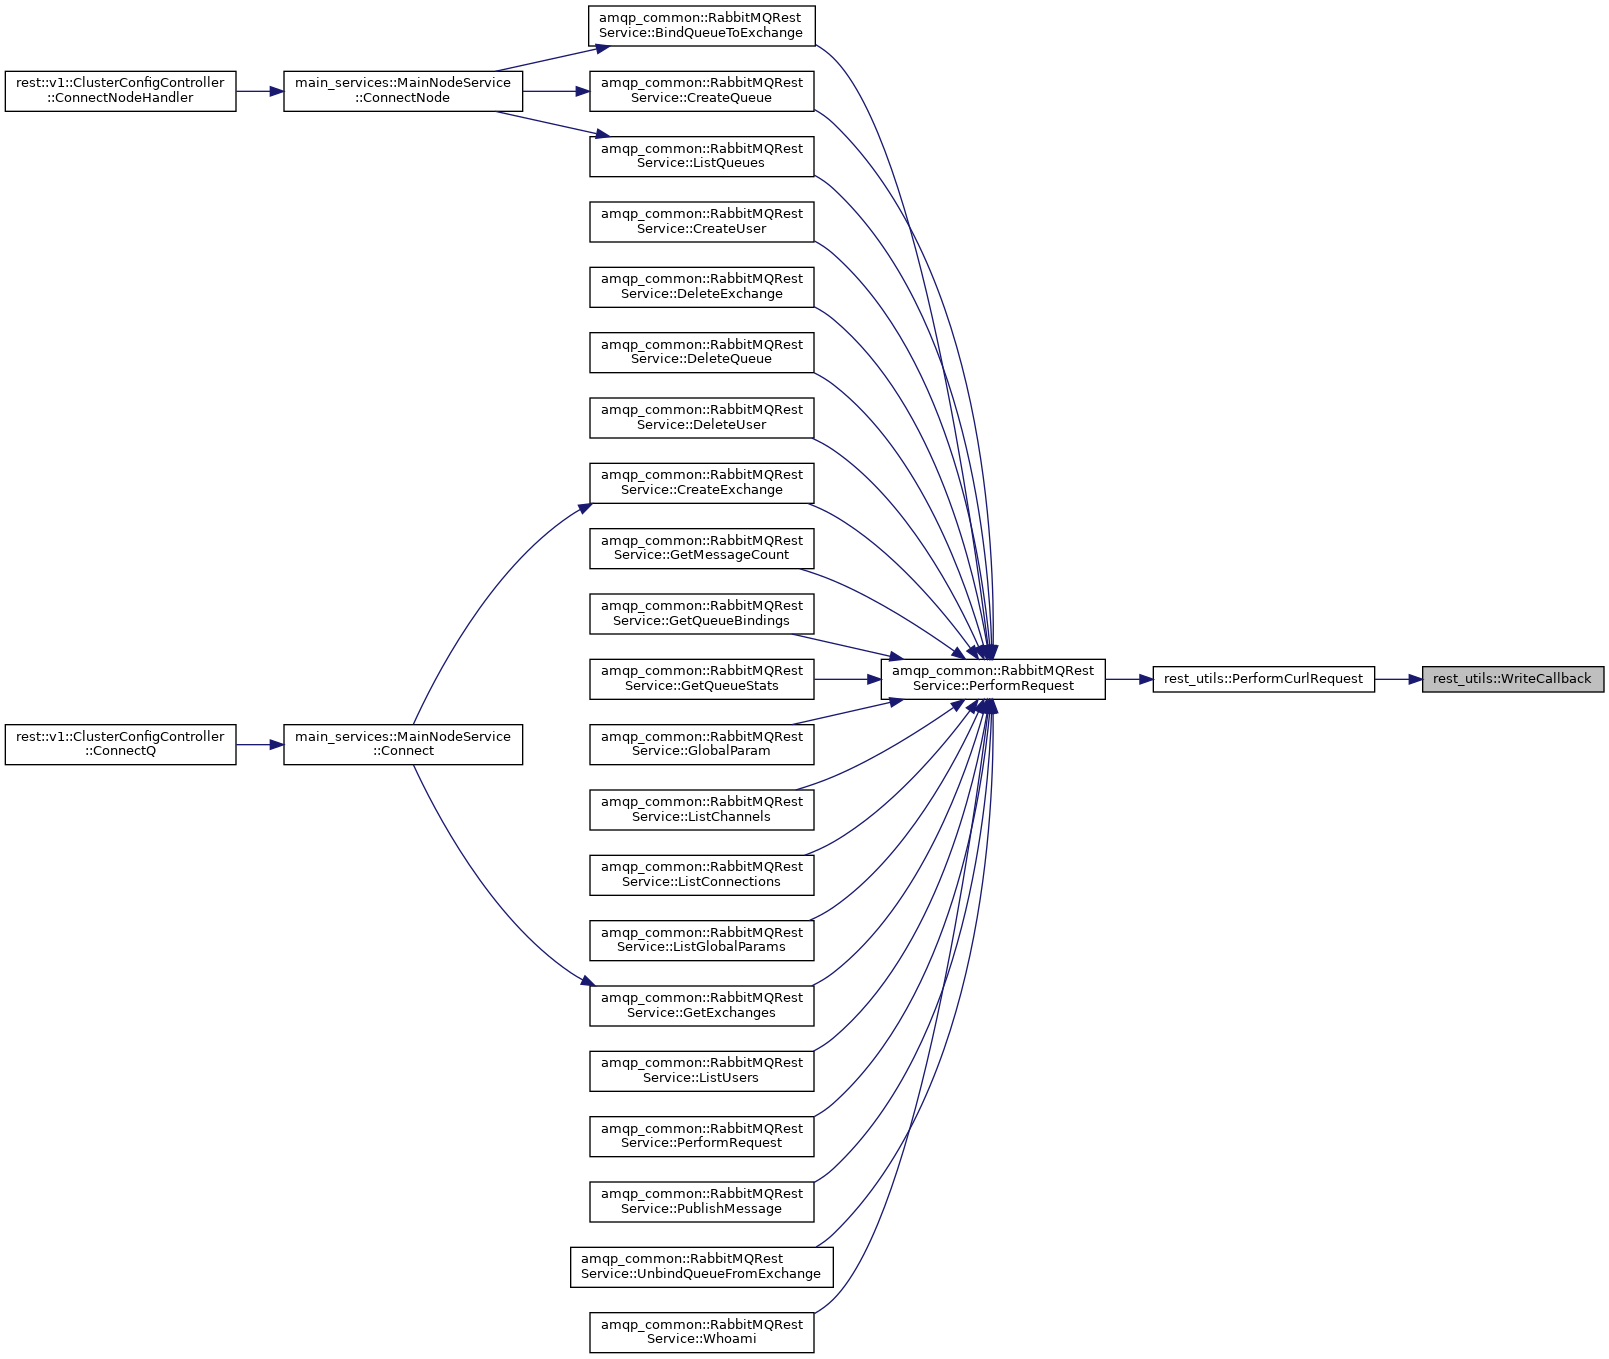 amqp_common::RabbitMQRest
Service::BindQueueToExchange
rest::v1::ClusterConfigController
::ConnectNodeHandler
main_services::MainNodeService
::ConnectNode
amqp_common::RabbitMQRest
Service::CreateQueue
amqp_common::RabbitMQRest
Service::ListQueues
amqp_common::RabbitMQRest
Service::CreateUser
amqp_common::RabbitMQRest
Service::DeleteExchange
amqp_common::RabbitMQRest
Service::DeleteQueue
amqp_common::RabbitMQRest
Service::DeleteUser
amqp_common::RabbitMQRest
Service::CreateExchange
amqp_common::RabbitMQRest
Service::GetMessageCount
amqp_common::RabbitMQRest
Service::GetQueueBindings
amqp_common::RabbitMQRest
Service::GetQueueStats
amqp_common::RabbitMQRest
Service::PerformRequest
rest_utils::PerformCurlRequest
rest_utils::WriteCallback
rest::v1::ClusterConfigController
::ConnectQ
main_services::MainNodeService
::Connect
amqp_common::RabbitMQRest
Service::GlobalParam
amqp_common::RabbitMQRest
Service::ListChannels
amqp_common::RabbitMQRest
Service::ListConnections
amqp_common::RabbitMQRest
Service::ListGlobalParams
amqp_common::RabbitMQRest
Service::GetExchanges
amqp_common::RabbitMQRest
Service::ListUsers
amqp_common::RabbitMQRest
Service::PerformRequest
amqp_common::RabbitMQRest
Service::PublishMessage
amqp_common::RabbitMQRest
Service::UnbindQueueFromExchange
amqp_common::RabbitMQRest
Service::Whoami